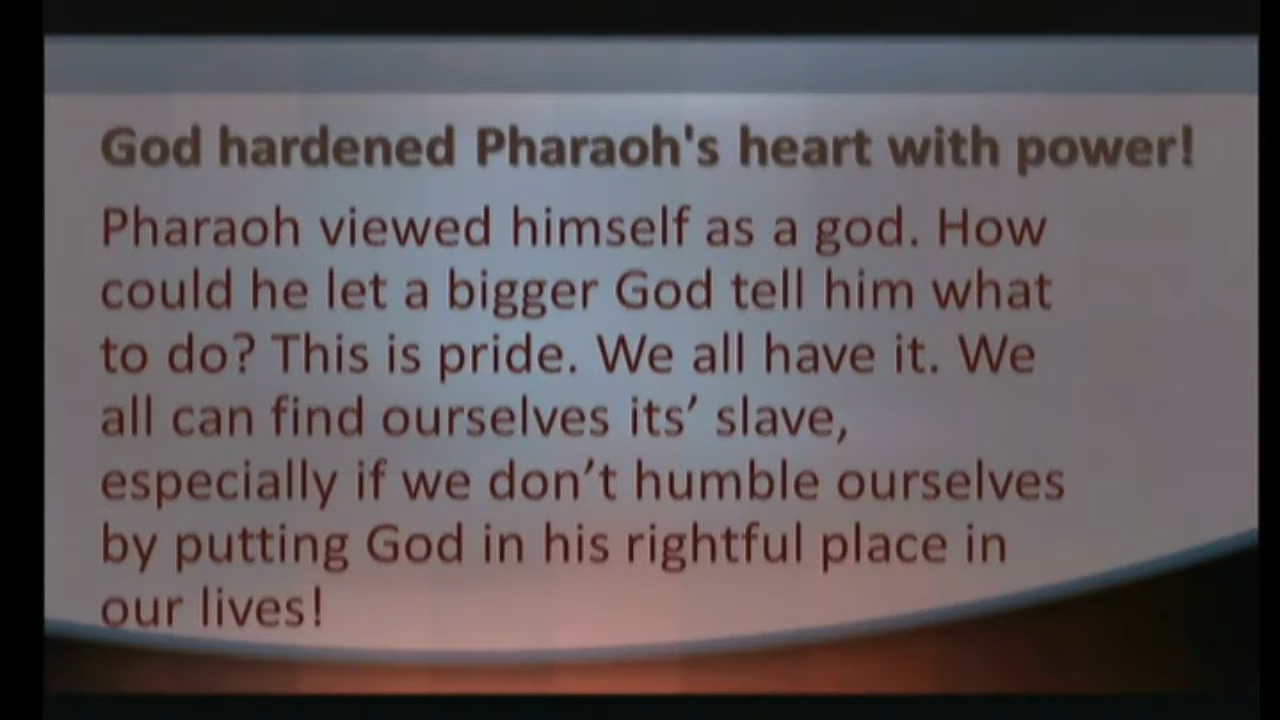 God hardened Pharaoh's heart with power!
Pharaoh viewed himself as a god. How
could he let a bigger God tell him what
to do? This is pride. We all have it. We
all can find ourselves its’ slave,
especially if we don’t humble ourselves
by putting God in his rightful place in
our lives!